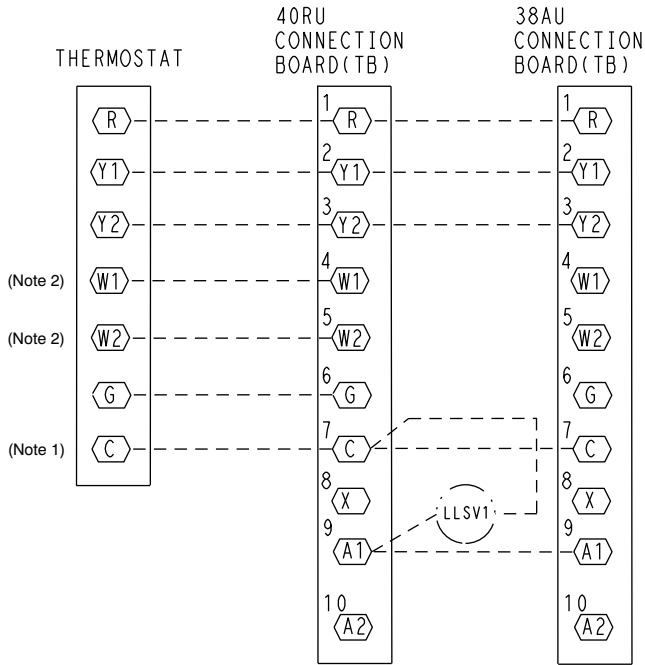 40RU
CONNECTION
BOARD(TB)
38AU
CONNECTION
BOARD(TB)
THERMOSTAT
R 1 R 1 R
Y1 2 Y1 2 Y1
Y2 3 Y2 3 Y2
(Note 2) W1 4 W1 4 W1
(Note 2) W2 5 W2 5 W2
G 6 G 6 G
(Note 1) C 7 C 7 C
8 X 8 X
LLSV1
9 A1 9 A1
10 A2 10 A2